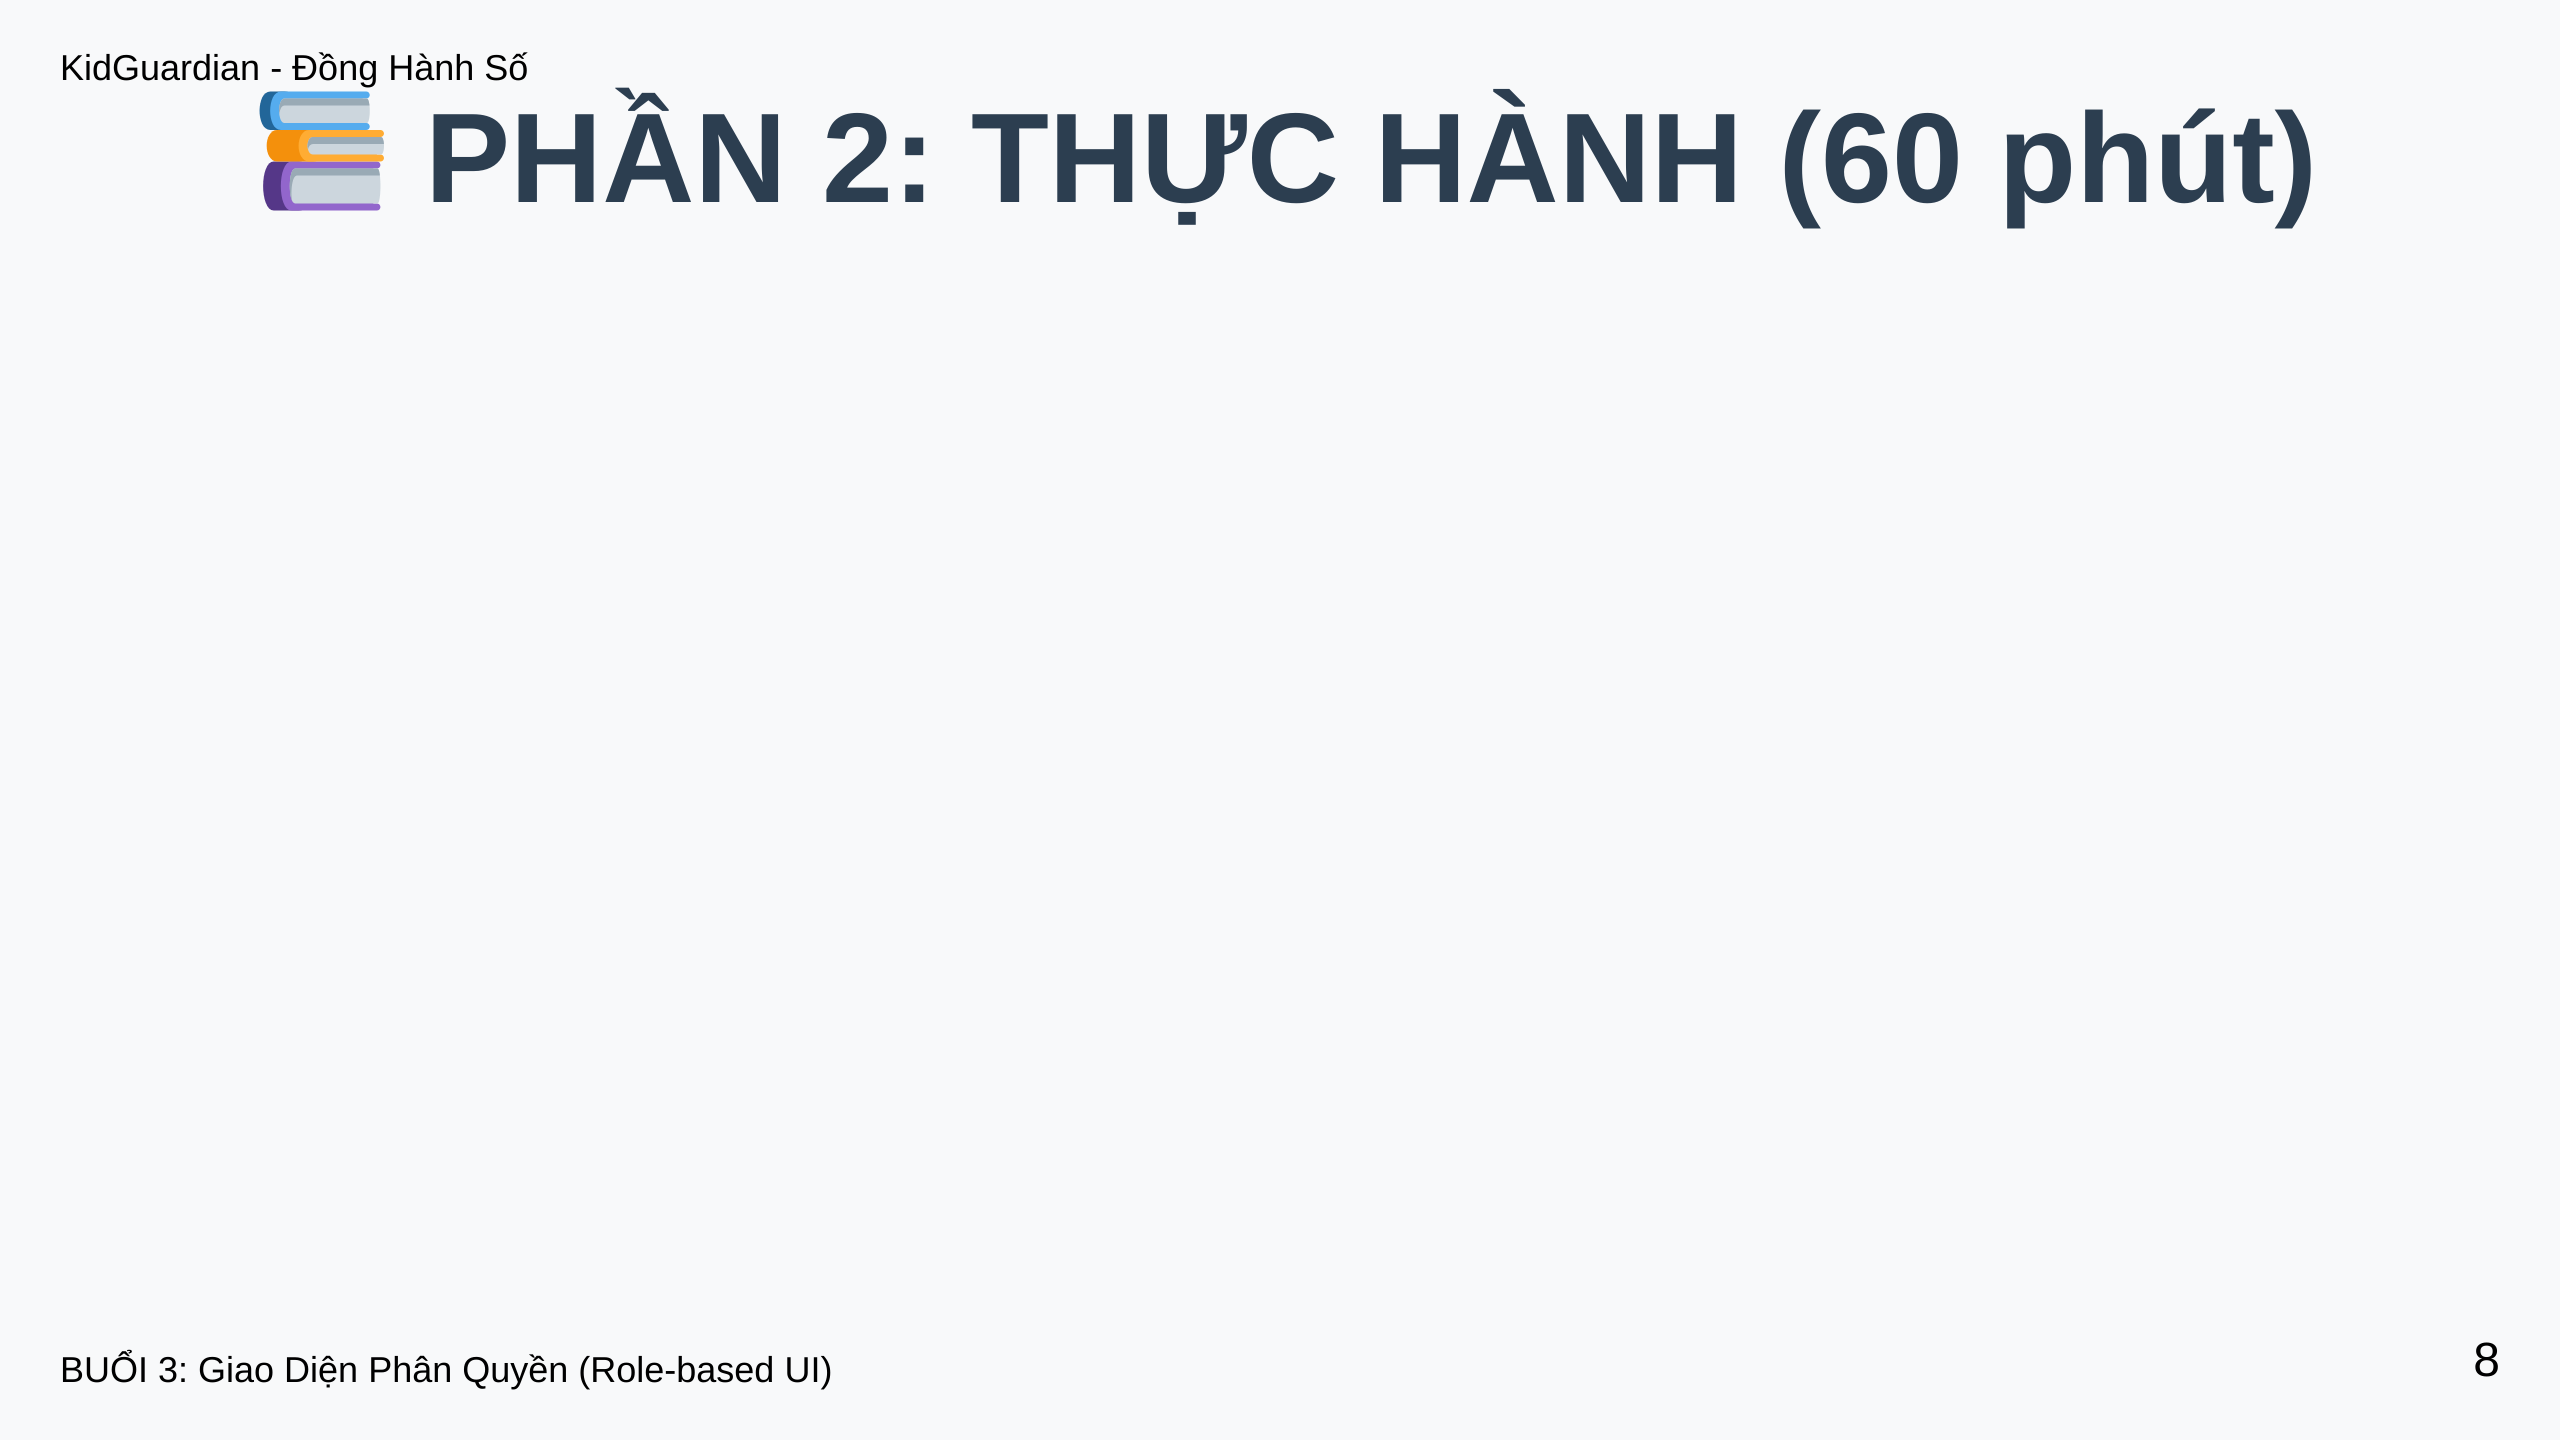 KidGuardian - Đồng Hành Số
PHẦN 2: THỰC HÀNH (60 phút)
BUỔI 3: Giao Diện Phân Quyền (Role-based UI)
8